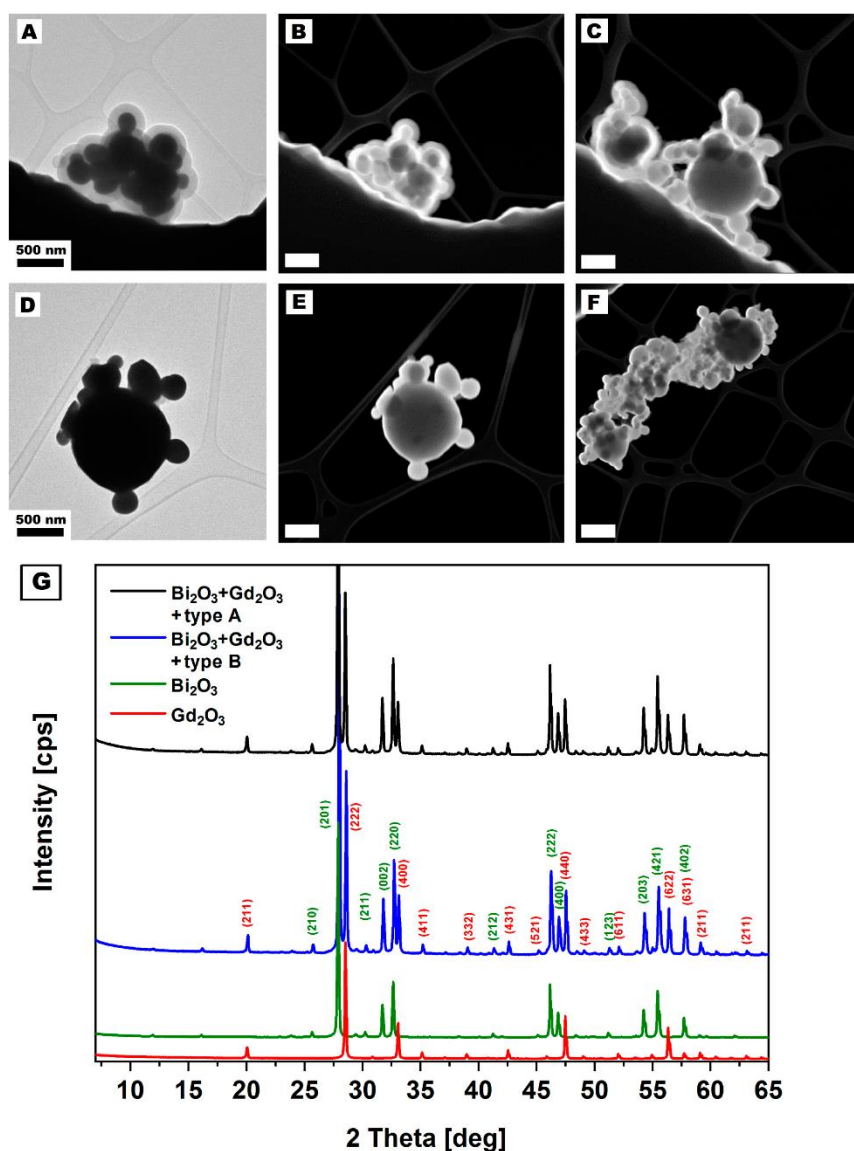 A
B
C
500 nm
D
E
F
500 nm
G
Bi₂O₃+Gd₂O₃
+type A
Bi₂O₃+Gd₂O₃
+type B
Bi₂O₃
Gd₂O₃
Intensity [cps]
(211)
(201)
(210)
(222)
(211)
(002)
(220)
(400)
(411)
(332)
(212)
(431)
(521)
(222)
(400)
(440)
(433)
(123)
(611)
(203)
(421)
(622)
(402)
(631)
(211)
(211)
10 15 20 25 30 35 40 45 50 55 60 65
2 Theta [deg]